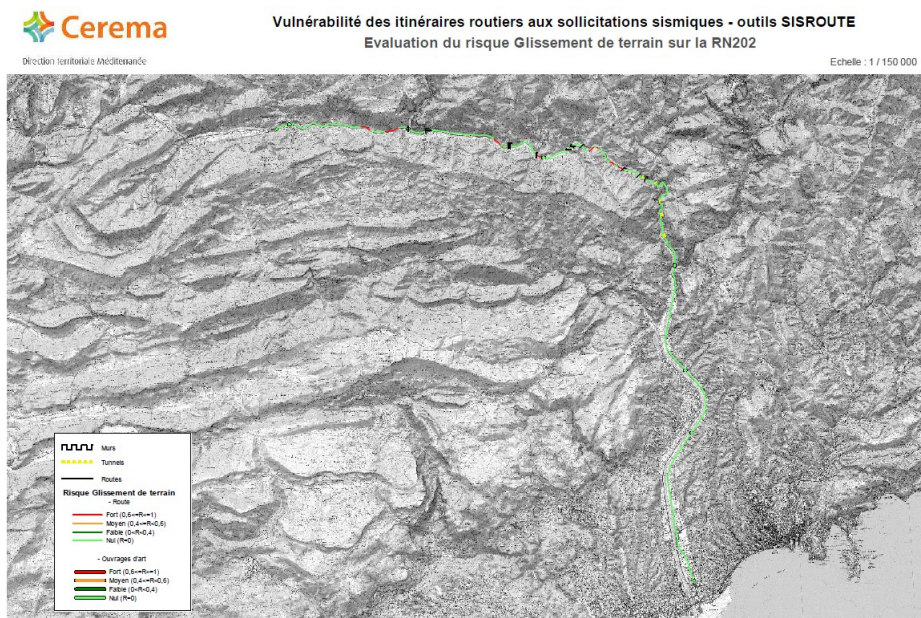 Cerema
Direction territoriale Méditerranée
Vulnérabilité des itinéraires routiers aux sollicitations sismiques - outils SISROUTE
Evaluation du risque Glissement de terrain sur la RN202
Echelle : 1 / 150 000
Murs
Tunnels
Routes
Risque Glissement de terrain
- Route
Fort (0,6<=R<=1)
Moyen (0,4<=R<0,6)
Faible (0<R<0,4)
Nul (R=0)
- Ouvrages d'art
Fort (0,6<=R<=1)
Moyen (0,4<=R<0,6)
Faible (0<R<0,4)
Nul (R=0)